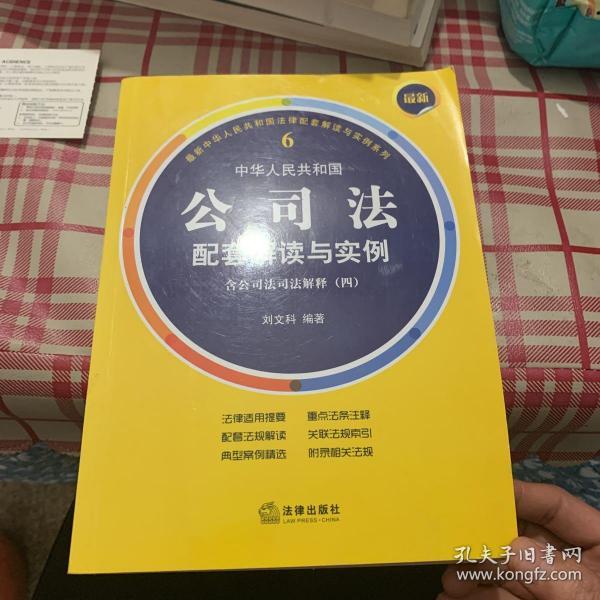 AUDIENCE
最新
最新中华人民共和国法律配套解读与实例系列
6
中华人民共和国
公司法
配套解读与实例
含公司法司法解释（四）
刘文科 编著
法律适用提要 重点法条注释
配套法规解读 关联法规索引
典型案例精选 附录相关法规
法律出版社
LAW PRESS·CHINA
孔夫子旧书网
www.kongfz.com